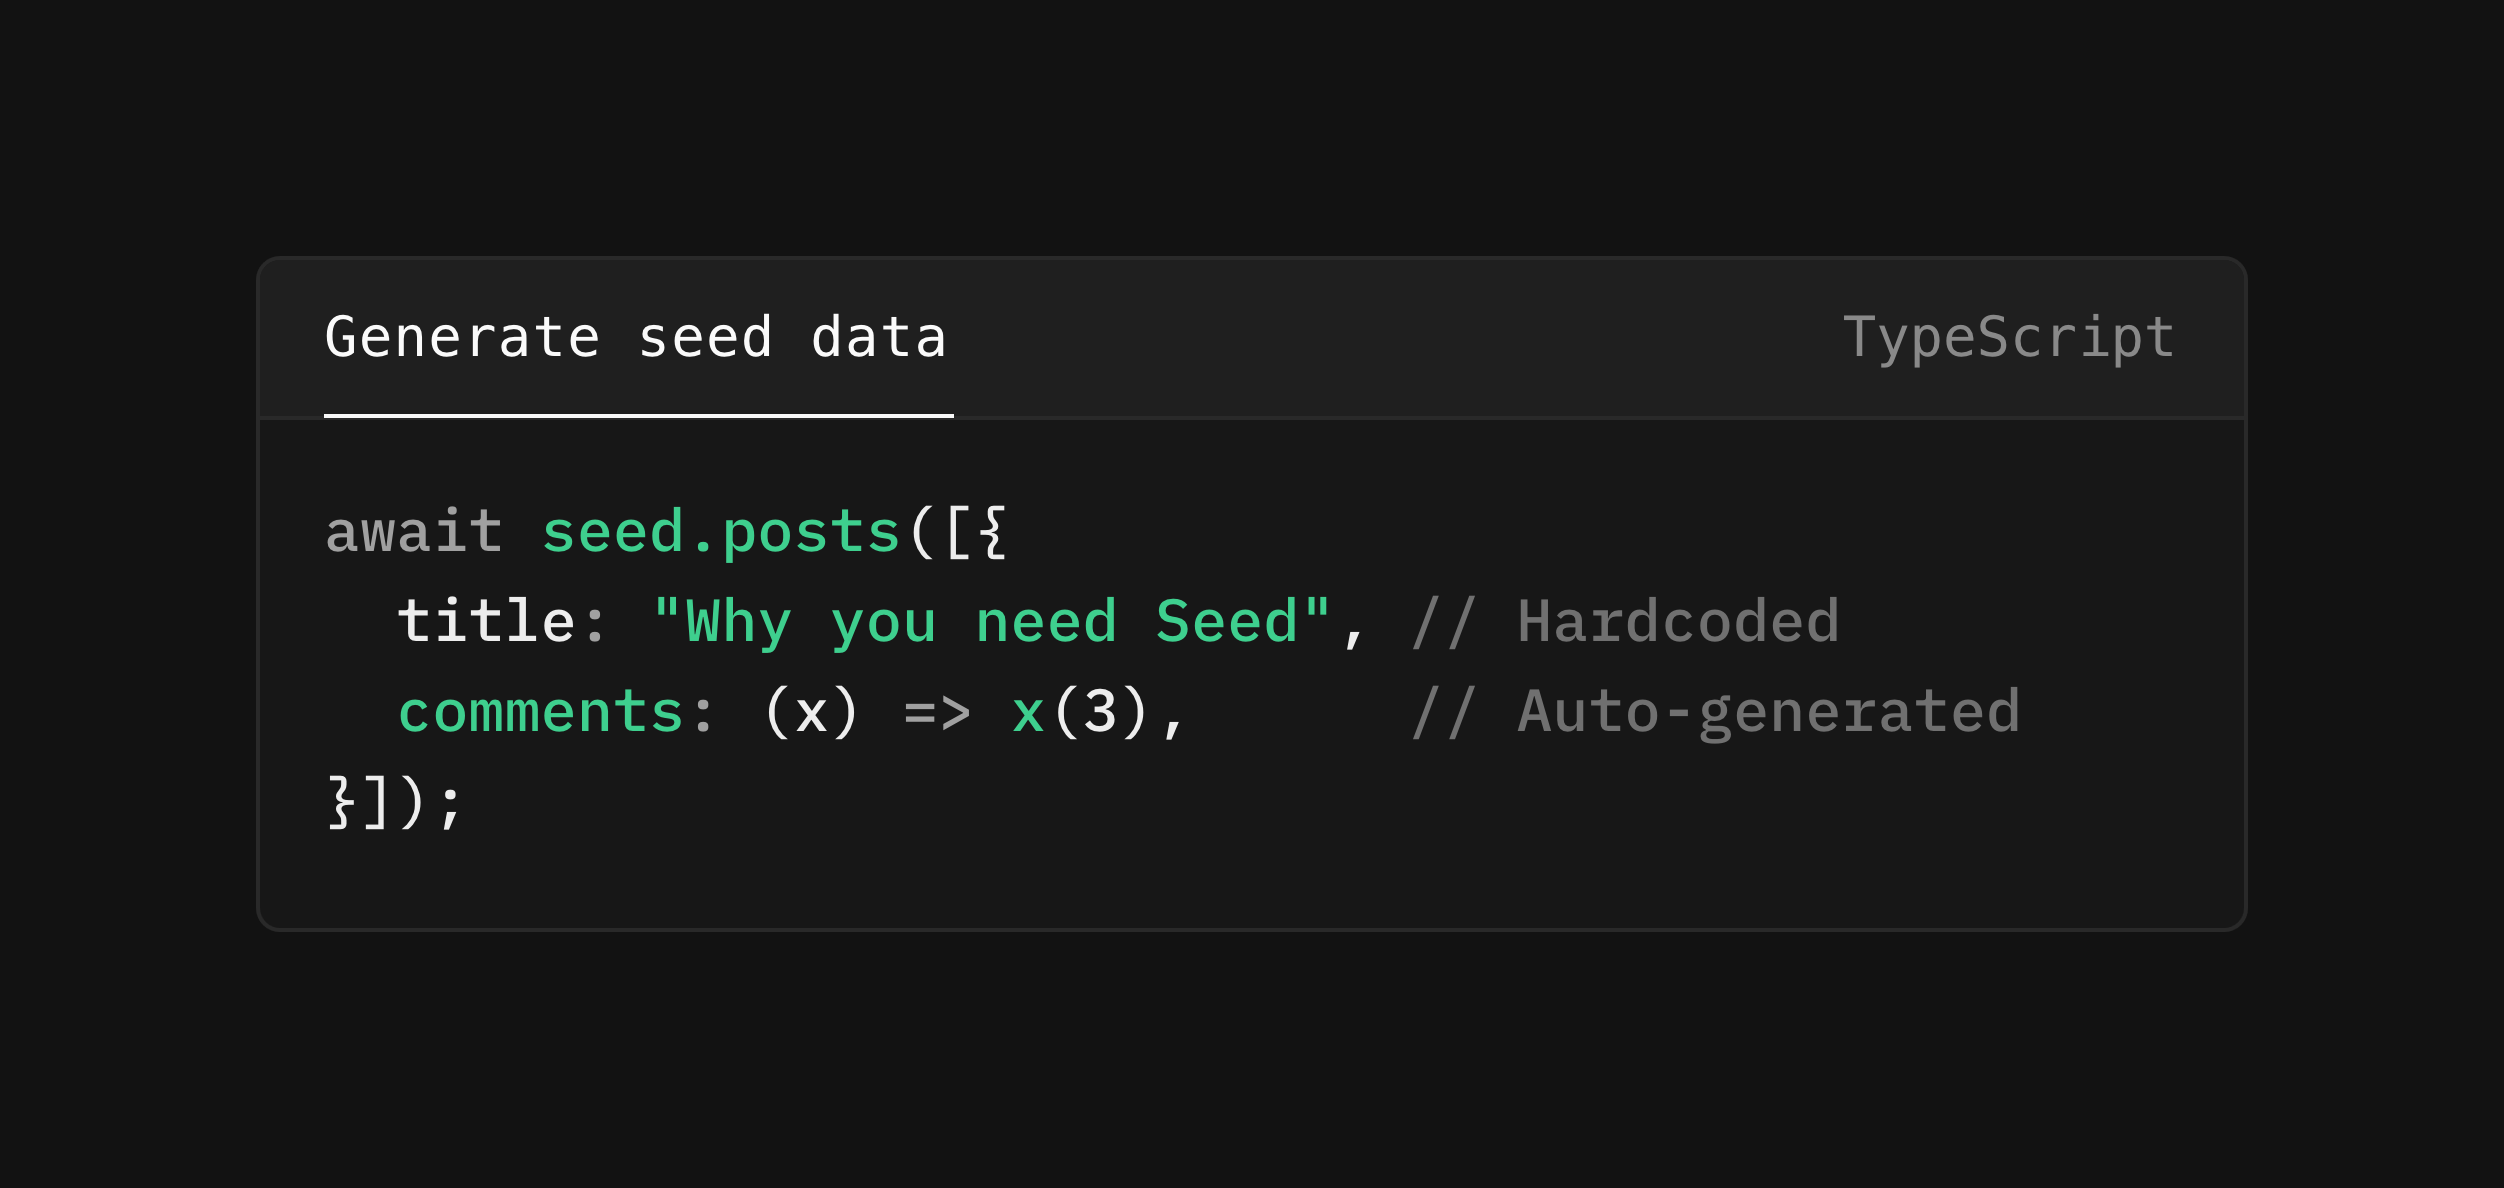 Generate seed data TypeScript
await seed.posts([{
  title: "Why you need Seed", // Hardcoded
  comments: (x) => x(3),      // Auto-generated
}]);